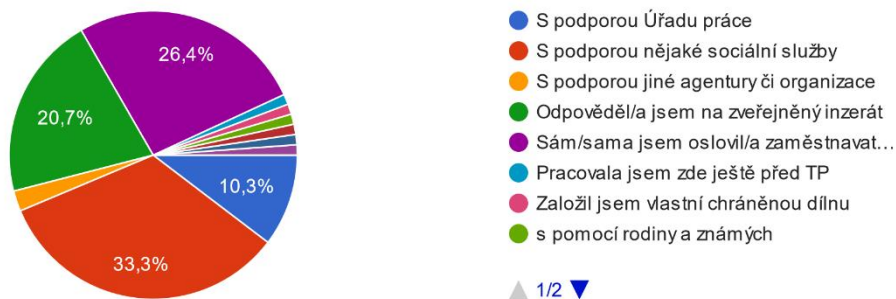 26,4%
20,7%
10,3%
33,3%
S podporou Úřadu práce
S podporou nějaké sociální služby
S podporou jiné agentury či organizace
Odpověděl/a jsem na zveřejněný inzerát
Sám/sama jsem oslovil/a zaměstnavat...
Pracovala jsem zde ještě před TP
Založil jsem vlastní chráněnou dílnu
s pomocí rodiny a známých
1/2